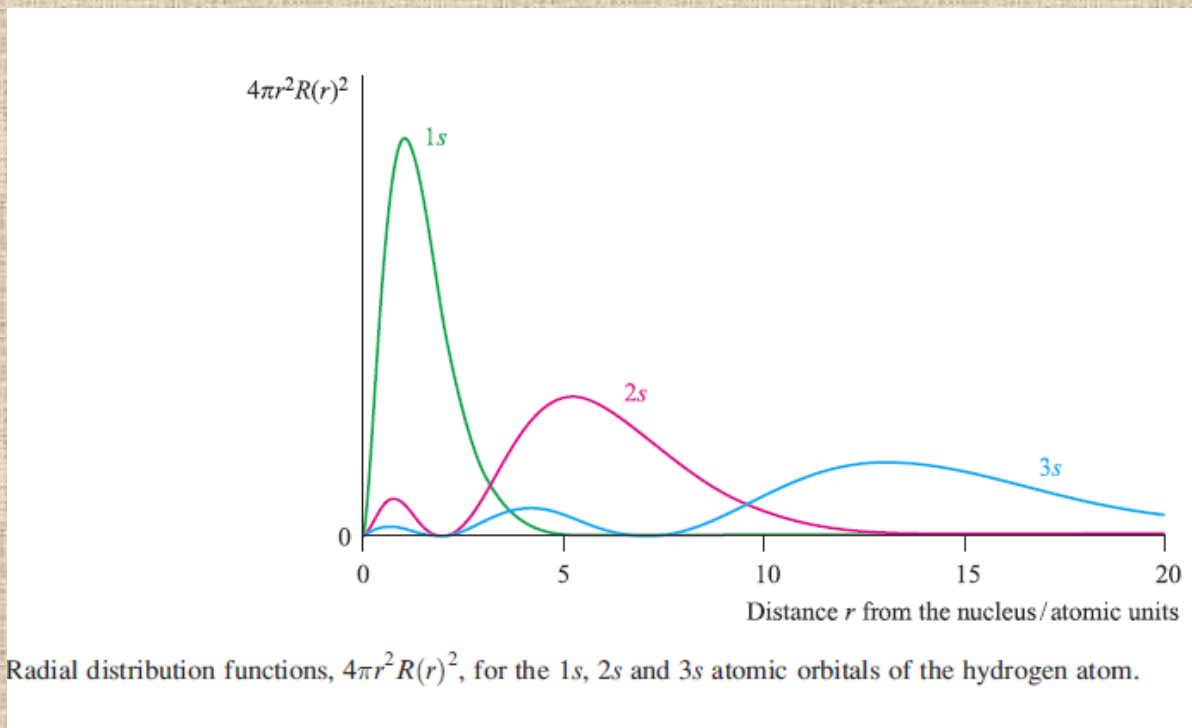 4πr²R(r)²
1s
2s
3s
0
0 5 10 15 20
Distance r from the nucleus/atomic units
Radial distribution functions, 4πr²R(r)², for the 1s, 2s and 3s atomic orbitals of the hydrogen atom.